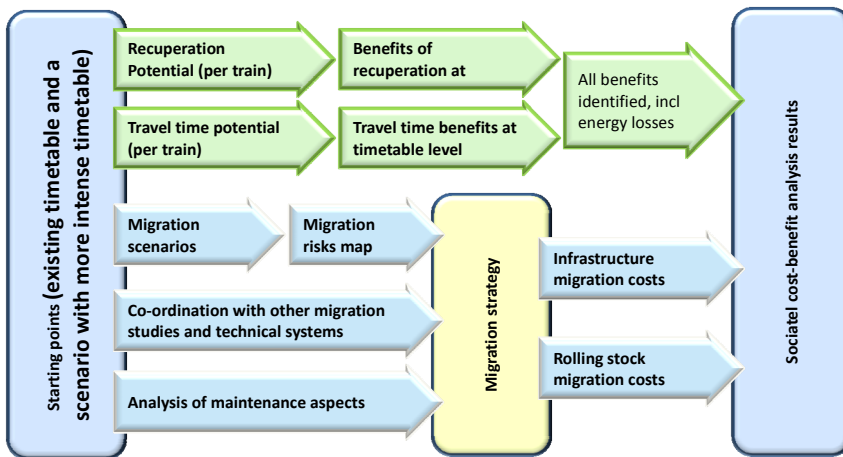 Starting points (existing timetable and a
scenario with more intense timetable)
Recuperation
Potential (per train)
Benefits of
recuperation at
All benefits
identified, incl
energy losses
Travel time potential
(per train)
Travel time benefits at
timetable level
Migration
scenarios
Migration
risks map
Co-ordination with other migration
studies and technical systems
Analysis of maintenance aspects
Migration strategy
Infrastructure
migration costs
Rolling stock
migration costs
Sociatel cost-benefit analysis results